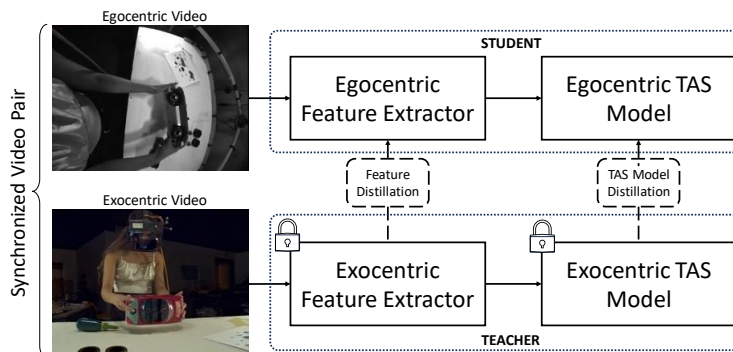 Egocentric Video
STUDENT
Egocentric
Feature Extractor
Egocentric TAS
Model
Synchronized Video Pair
Feature
Distillation
TAS Model
Distillation
Exocentric Video
Exocentric
Feature Extractor
Exocentric TAS
Model
TEACHER